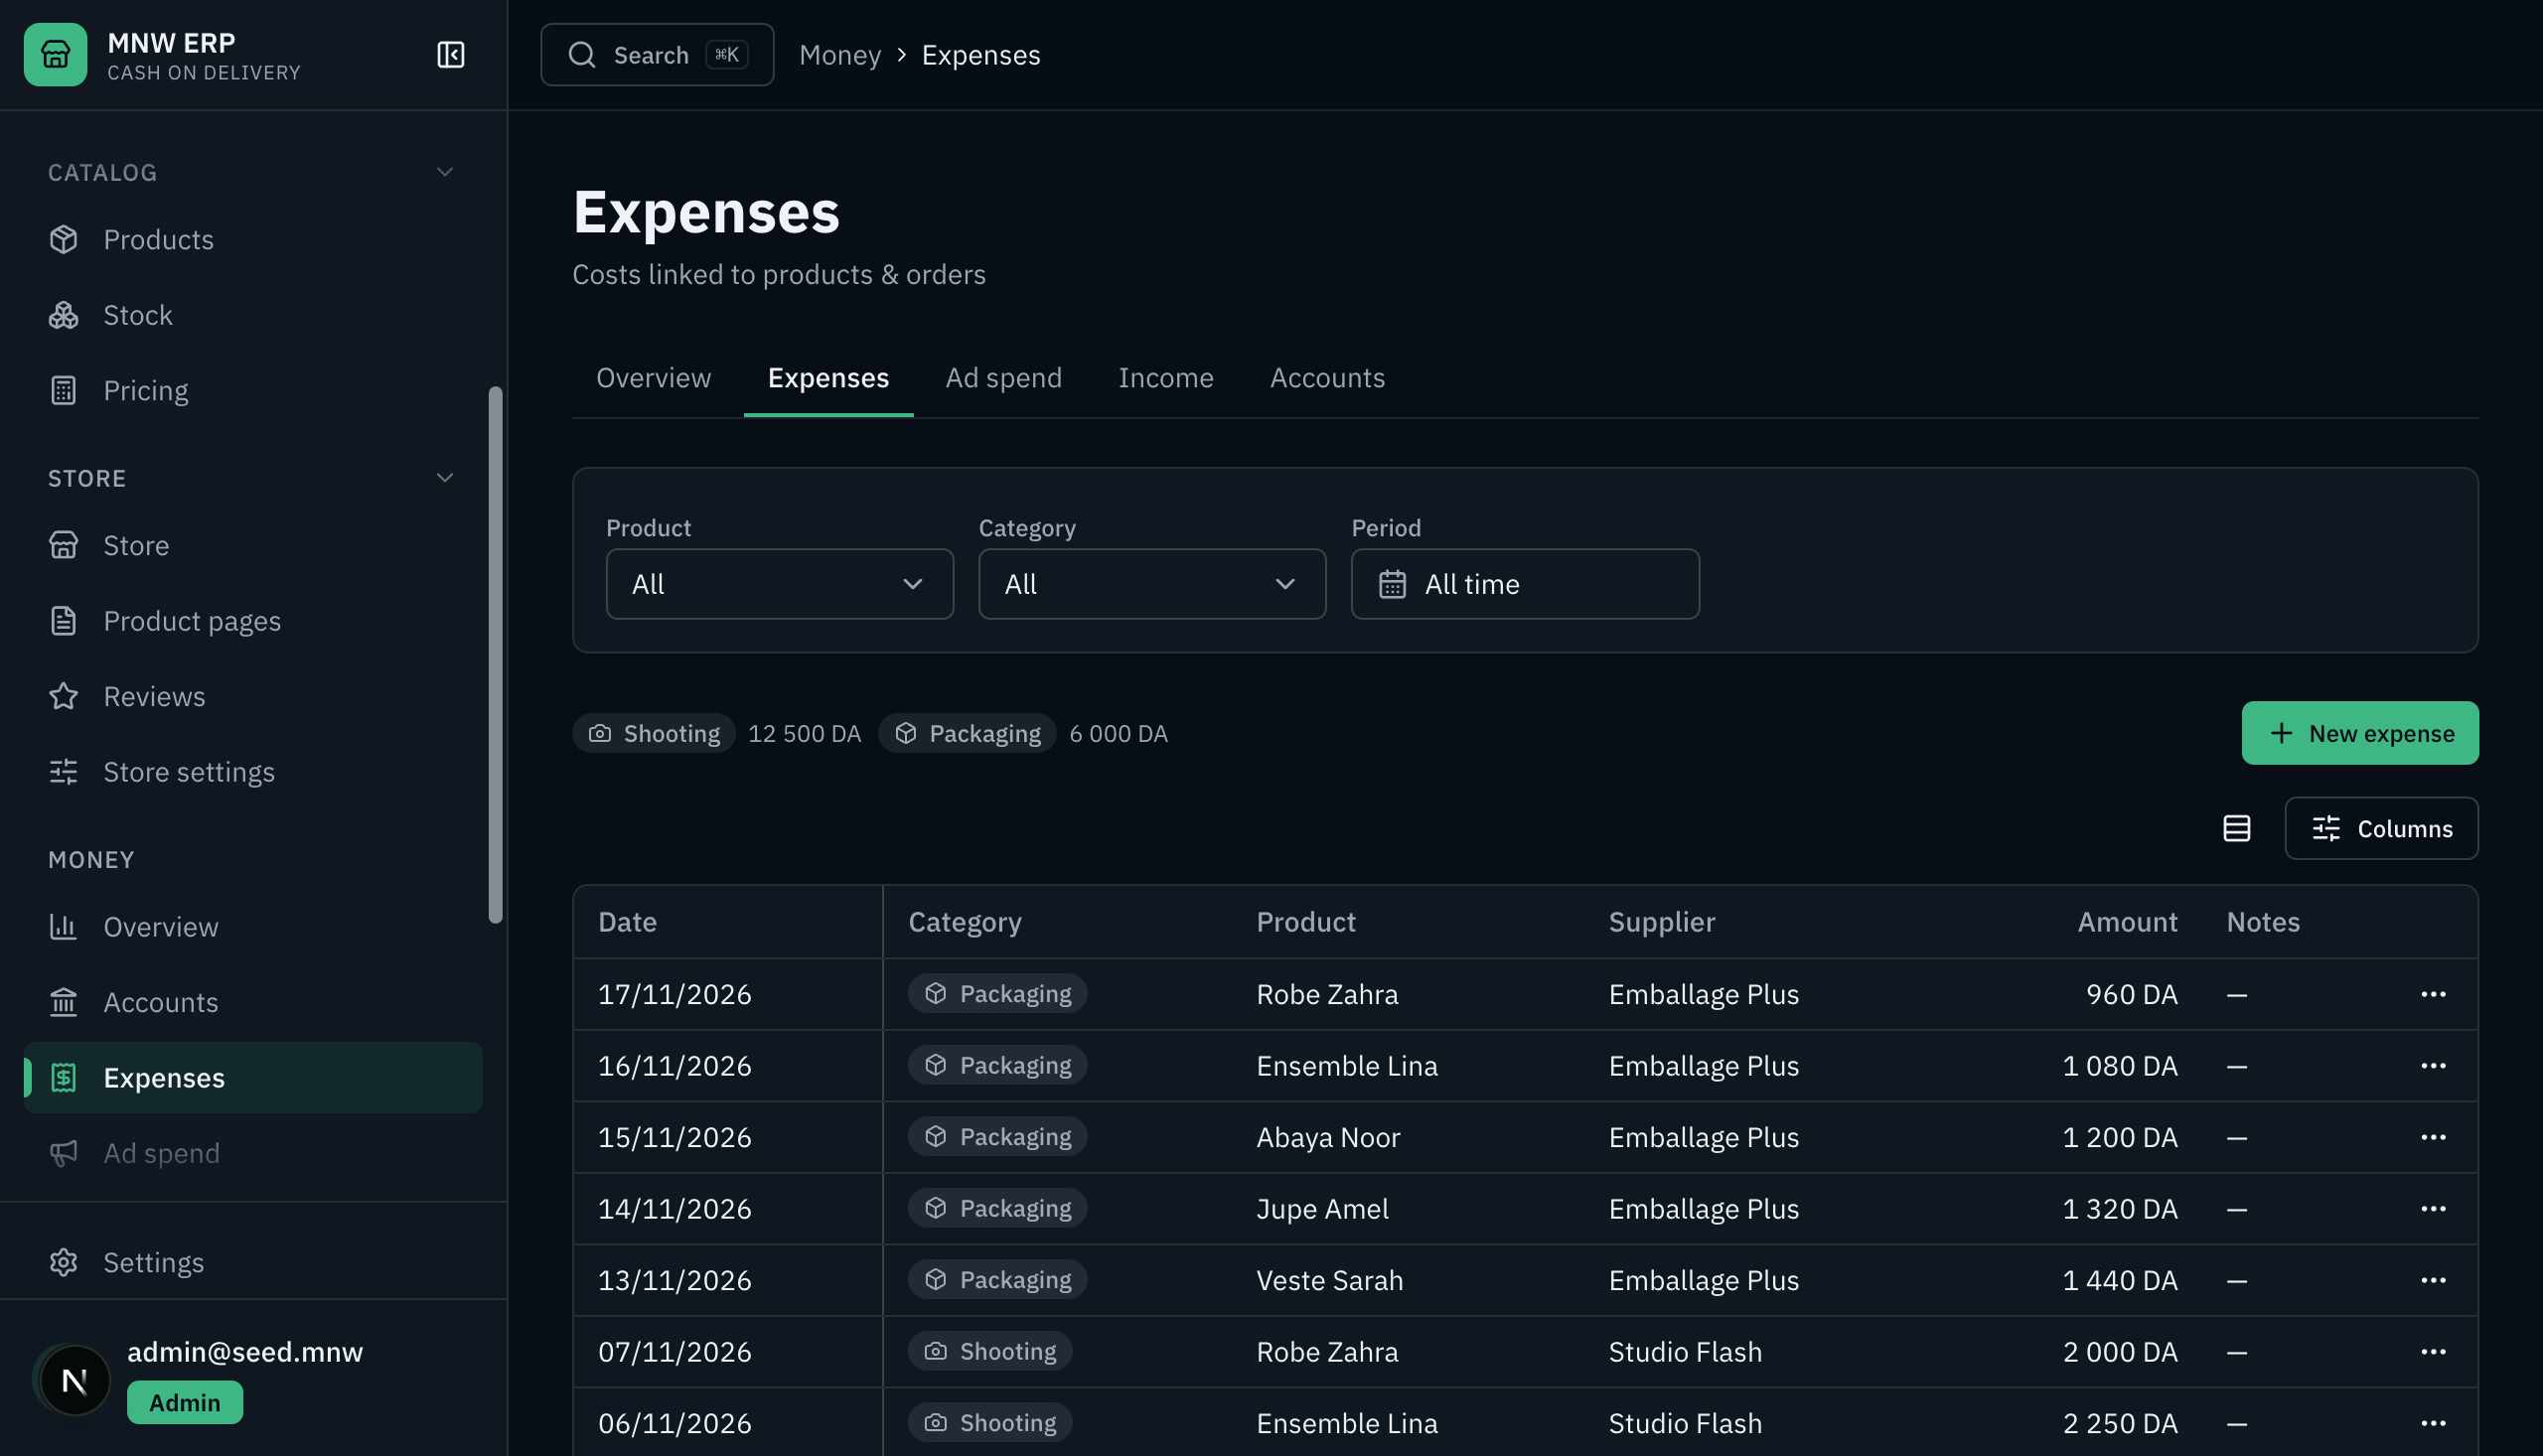 MNW ERP
CASH ON DELIVERY
Search ⌘K
Money > Expenses
CATALOG
Products
Stock
Pricing
STORE
Store
Product pages
Reviews
Store settings
MONEY
Overview
Accounts
Expenses
Ad spend
Settings
N
admin@seed.mnw
Admin
Expenses
Costs linked to products & orders
Overview Expenses Ad spend Income Accounts
Product Category Period
All All All time
Shooting 12 500 DA Packaging 6 000 DA
New expense
Columns
Date Category Product Supplier Amount Notes
17/11/2026 Packaging Robe Zahra Emballage Plus 960 DA —
16/11/2026 Packaging Ensemble Lina Emballage Plus 1 080 DA —
15/11/2026 Packaging Abaya Noor Emballage Plus 1 200 DA —
14/11/2026 Packaging Jupe Amel Emballage Plus 1 320 DA —
13/11/2026 Packaging Veste Sarah Emballage Plus 1 440 DA —
07/11/2026 Shooting Robe Zahra Studio Flash 2 000 DA —
06/11/2026 Shooting Ensemble Lina Studio Flash 2 250 DA —